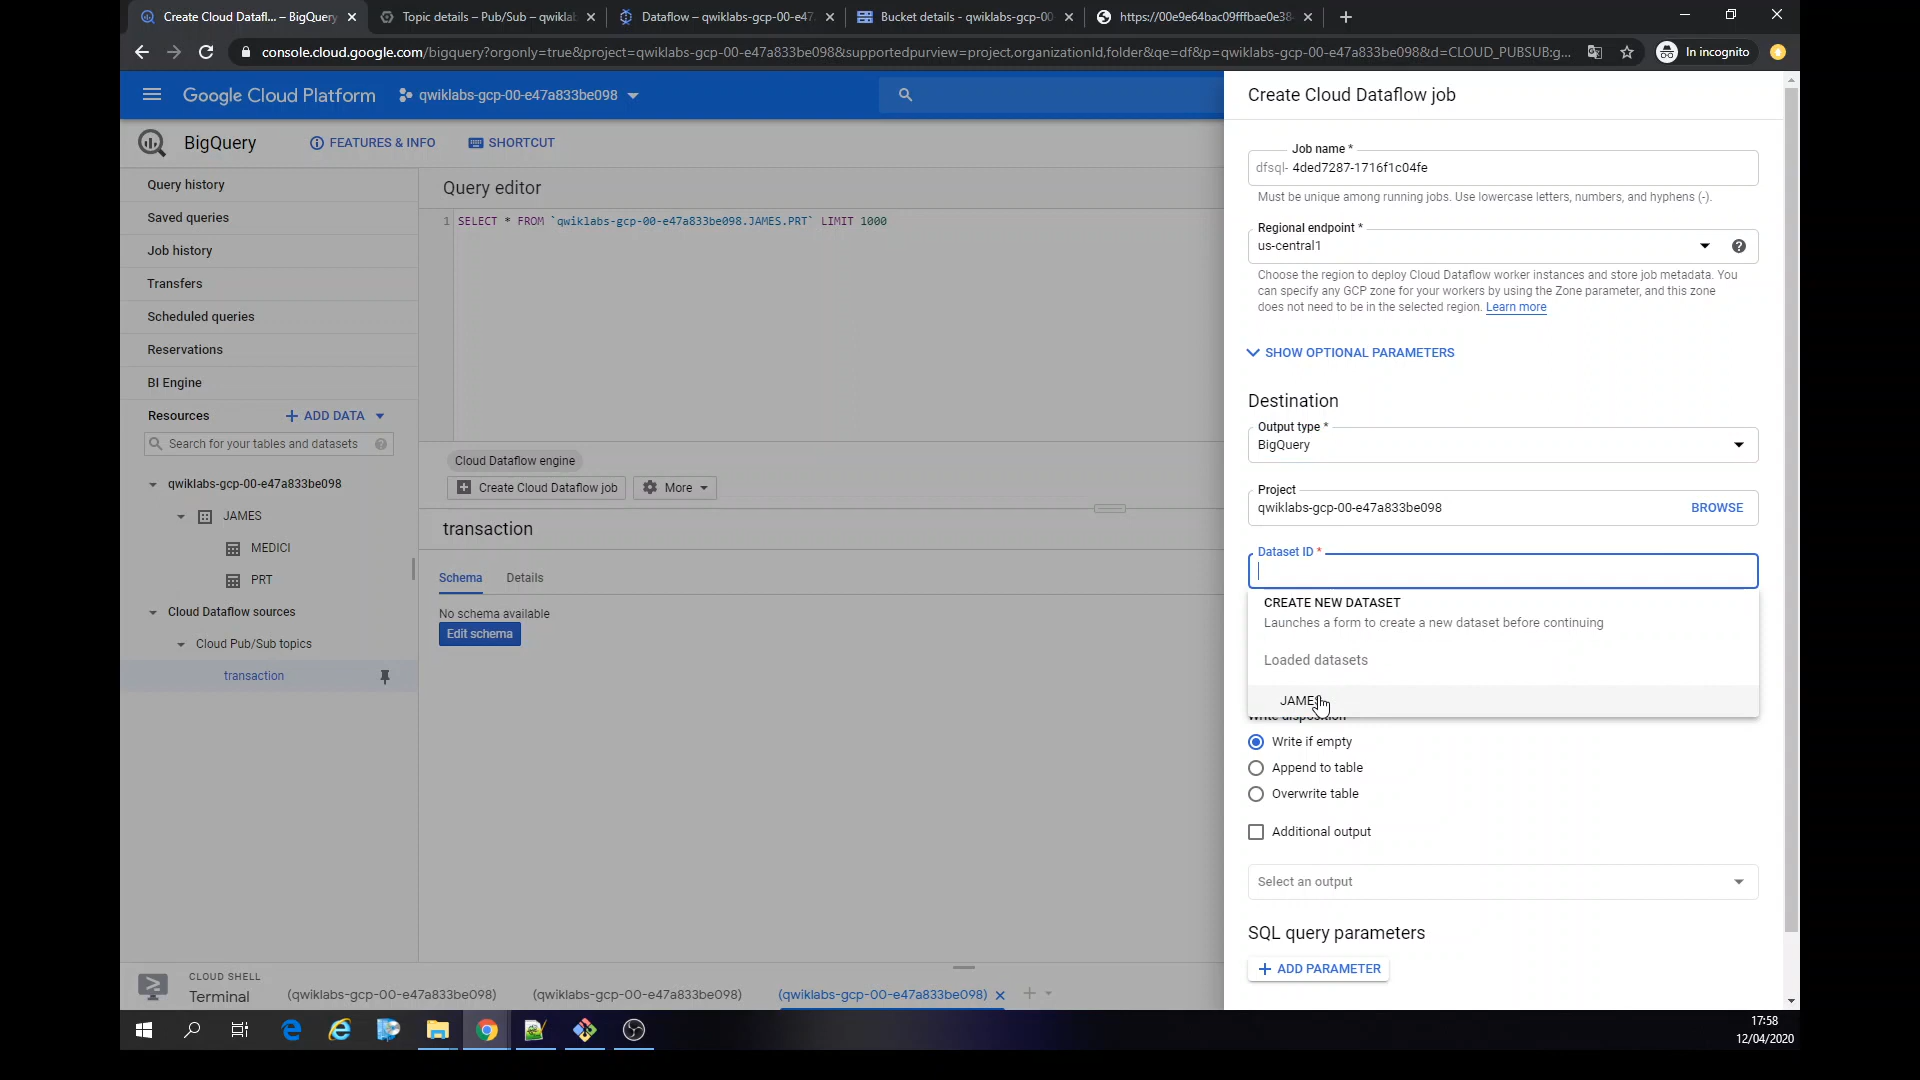 Create Cloud Datafl... – BigQuery
Topic details – Pub/Sub – qwiklab
Dataflow – qwiklabs-gcp-00-e47
Bucket details - qwiklabs-gcp-00
https://00e9e64bac09fffbae0e38
console.cloud.google.com/bigquery?orgonly=true&project=qwiklabs-gcp-00-e47a833be098&supportedpurview=project,organizationId,folder&qe=df&p=qwiklabs-gcp-00-e47a833be098&d=CLOUD_PUBSUB:g...
In incognito
Google Cloud Platform
qwiklabs-gcp-00-e47a833be098
BigQuery
FEATURES & INFO
SHORTCUT
Query history
Saved queries
Job history
Transfers
Scheduled queries
Reservations
BI Engine
Resources
ADD DATA
Search for your tables and datasets
qwiklabs-gcp-00-e47a833be098
JAMES
MEDICI
PRT
Cloud Dataflow sources
Cloud Pub/Sub topics
transaction
Query editor
1 SELECT * FROM `qwiklabs-gcp-00-e47a833be098.JAMES.PRT` LIMIT 1000
Cloud Dataflow engine
Create Cloud Dataflow job
More
transaction
Schema
Details
No schema available
Edit schema
Create Cloud Dataflow job
Job name *
dfsql- 4ded7287-1716f1c04fe
Must be unique among running jobs. Use lowercase letters, numbers, and hyphens (-).
Regional endpoint *
us-central1
Choose the region to deploy Cloud Dataflow worker instances and store job metadata. You
can specify any GCP zone for your workers by using the Zone parameter, and this zone
does not need to be in the selected region. Learn more
SHOW OPTIONAL PARAMETERS
Destination
Output type *
BigQuery
Project
qwiklabs-gcp-00-e47a833be098
BROWSE
Dataset ID *
CREATE NEW DATASET
Launches a form to create a new dataset before continuing
Loaded datasets
JAMES
Write disposition
Write if empty
Append to table
Overwrite table
Additional output
Select an output
SQL query parameters
ADD PARAMETER
CLOUD SHELL
Terminal
(qwiklabs-gcp-00-e47a833be098)
(qwiklabs-gcp-00-e47a833be098)
(qwiklabs-gcp-00-e47a833be098)
17:58
12/04/2020